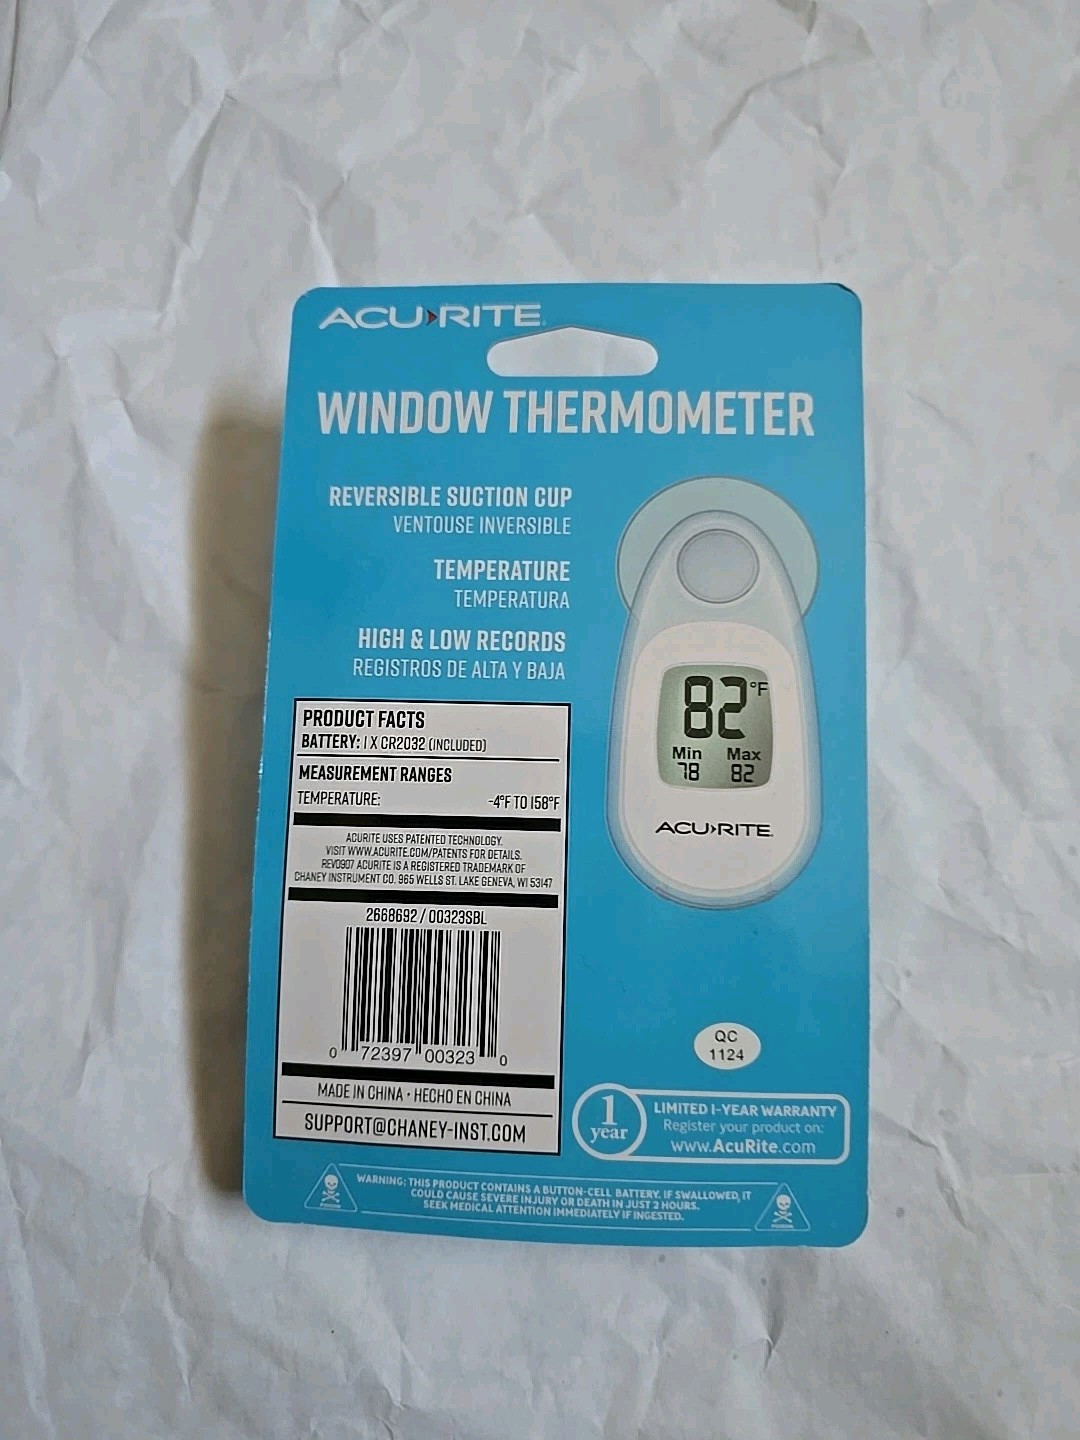 ACU›RITE
WINDOW THERMOMETER
REVERSIBLE SUCTION CUP
VENTOUSE INVERSIBLE
TEMPERATURE
TEMPERATURA
HIGH & LOW RECORDS
REGISTROS DE ALTA Y BAJA
82°F
Min Max
78 82
ACU›RITE
PRODUCT FACTS
BATTERY: 1 X CR2032 (INCLUDED)
MEASUREMENT RANGES
TEMPERATURE: -4°F TO 158°F
ACURITE USES PATENTED TECHNOLOGY.
VISIT WWW.ACURITE.COM/PATENTS FOR DETAILS.
REV0907 ACURITE IS A REGISTERED TRADEMARK OF
CHANEY INSTRUMENT CO. 965 WELLS ST. LAKE GENEVA, WI 53147
2668692 / 00323SBL
0 72397 00323 0
MADE IN CHINA • HECHO EN CHINA
SUPPORT@CHANEY-INST.COM
QC
1124
1
year
LIMITED 1-YEAR WARRANTY
Register your product on:
www.AcuRite.com
WARNING: THIS PRODUCT CONTAINS A BUTTON-CELL BATTERY. IF SWALLOWED, IT
COULD CAUSE SEVERE INJURY OR DEATH IN JUST 2 HOURS.
SEEK MEDICAL ATTENTION IMMEDIATELY IF INGESTED.
POISON
POISON